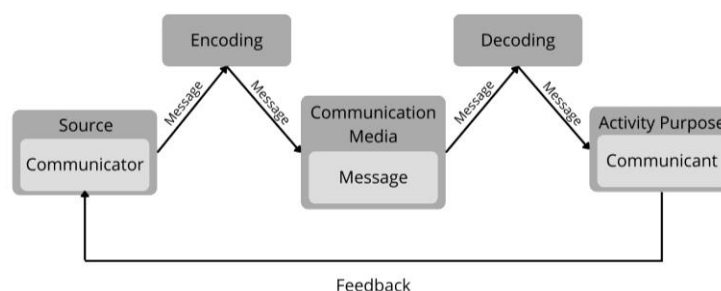 Encoding
Decoding
Message
Message
Message
Message
Source
Communicator
Communication
Media
Message
Activity Purpose
Communicant
Feedback